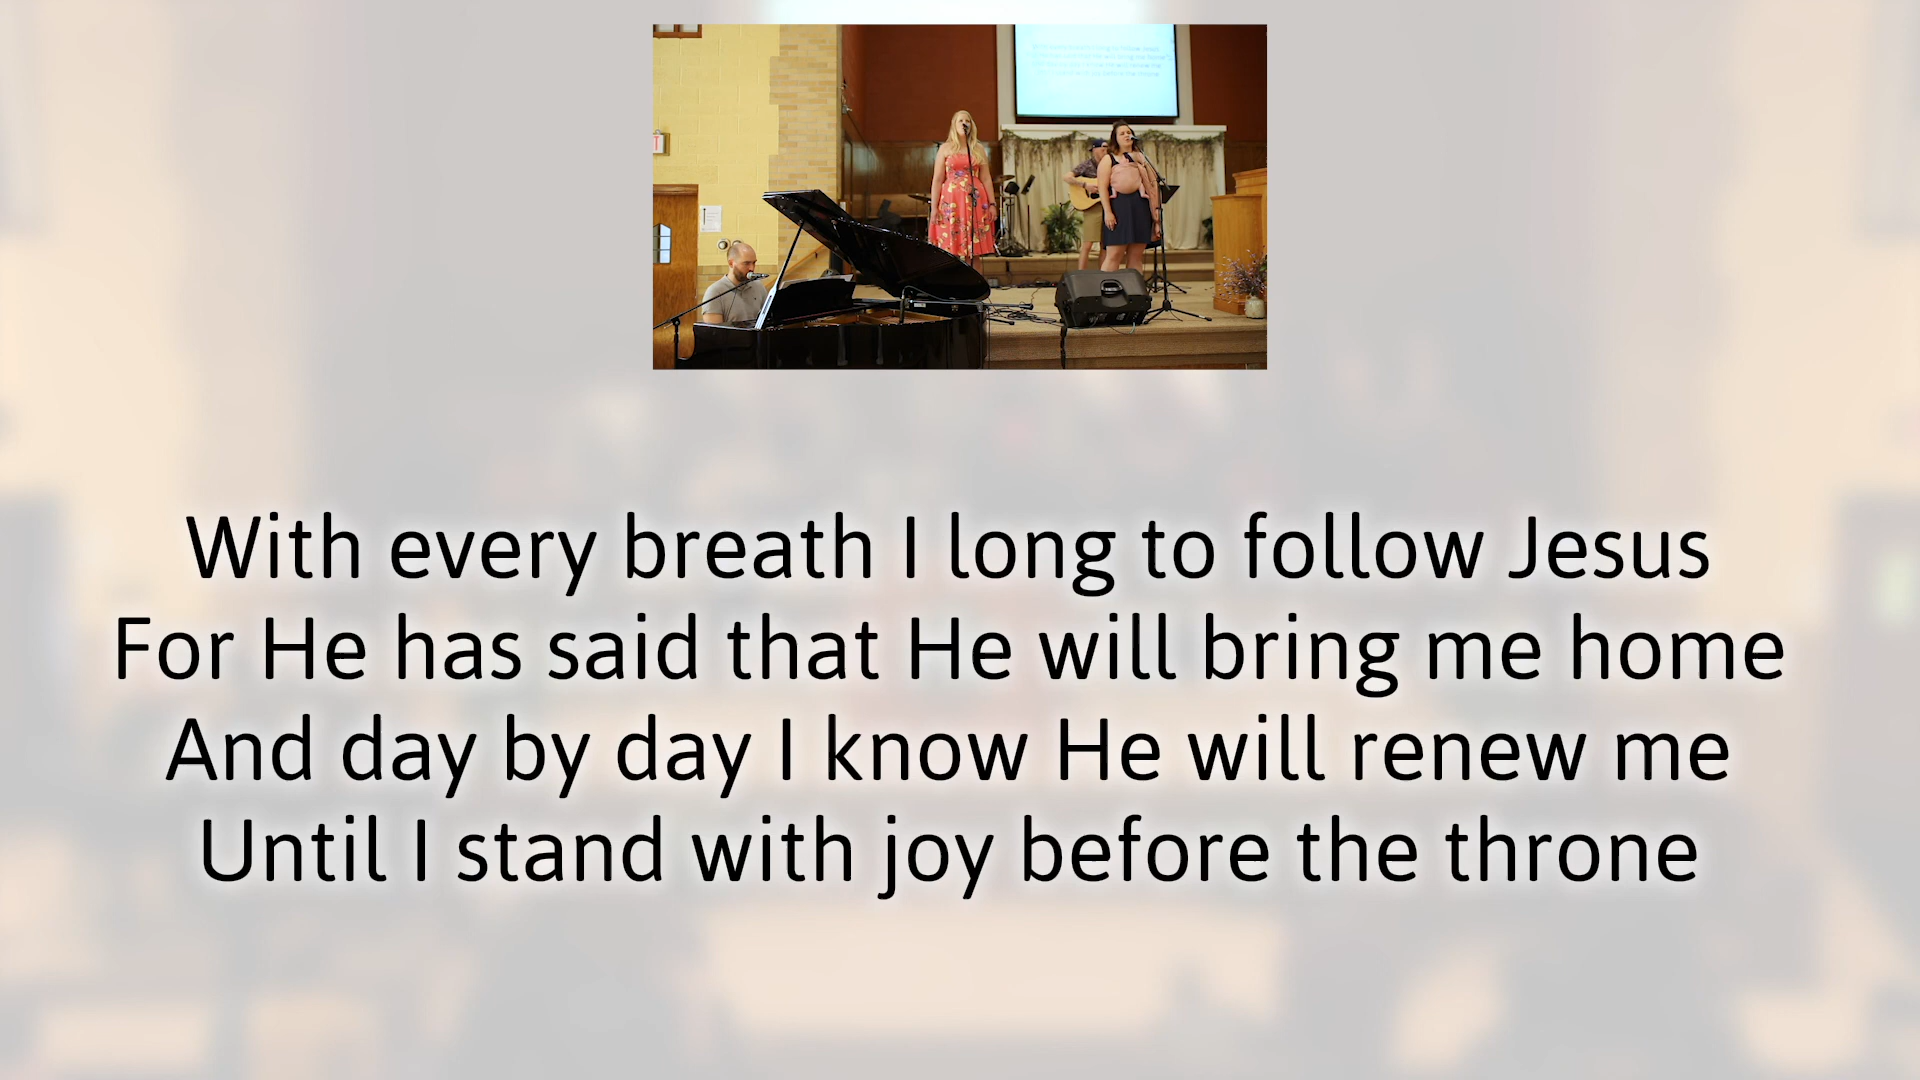 With every breath I long to follow Jesus
For He has said that He will bring me home
And day by day I know He will renew me
Until I stand with joy before the throne